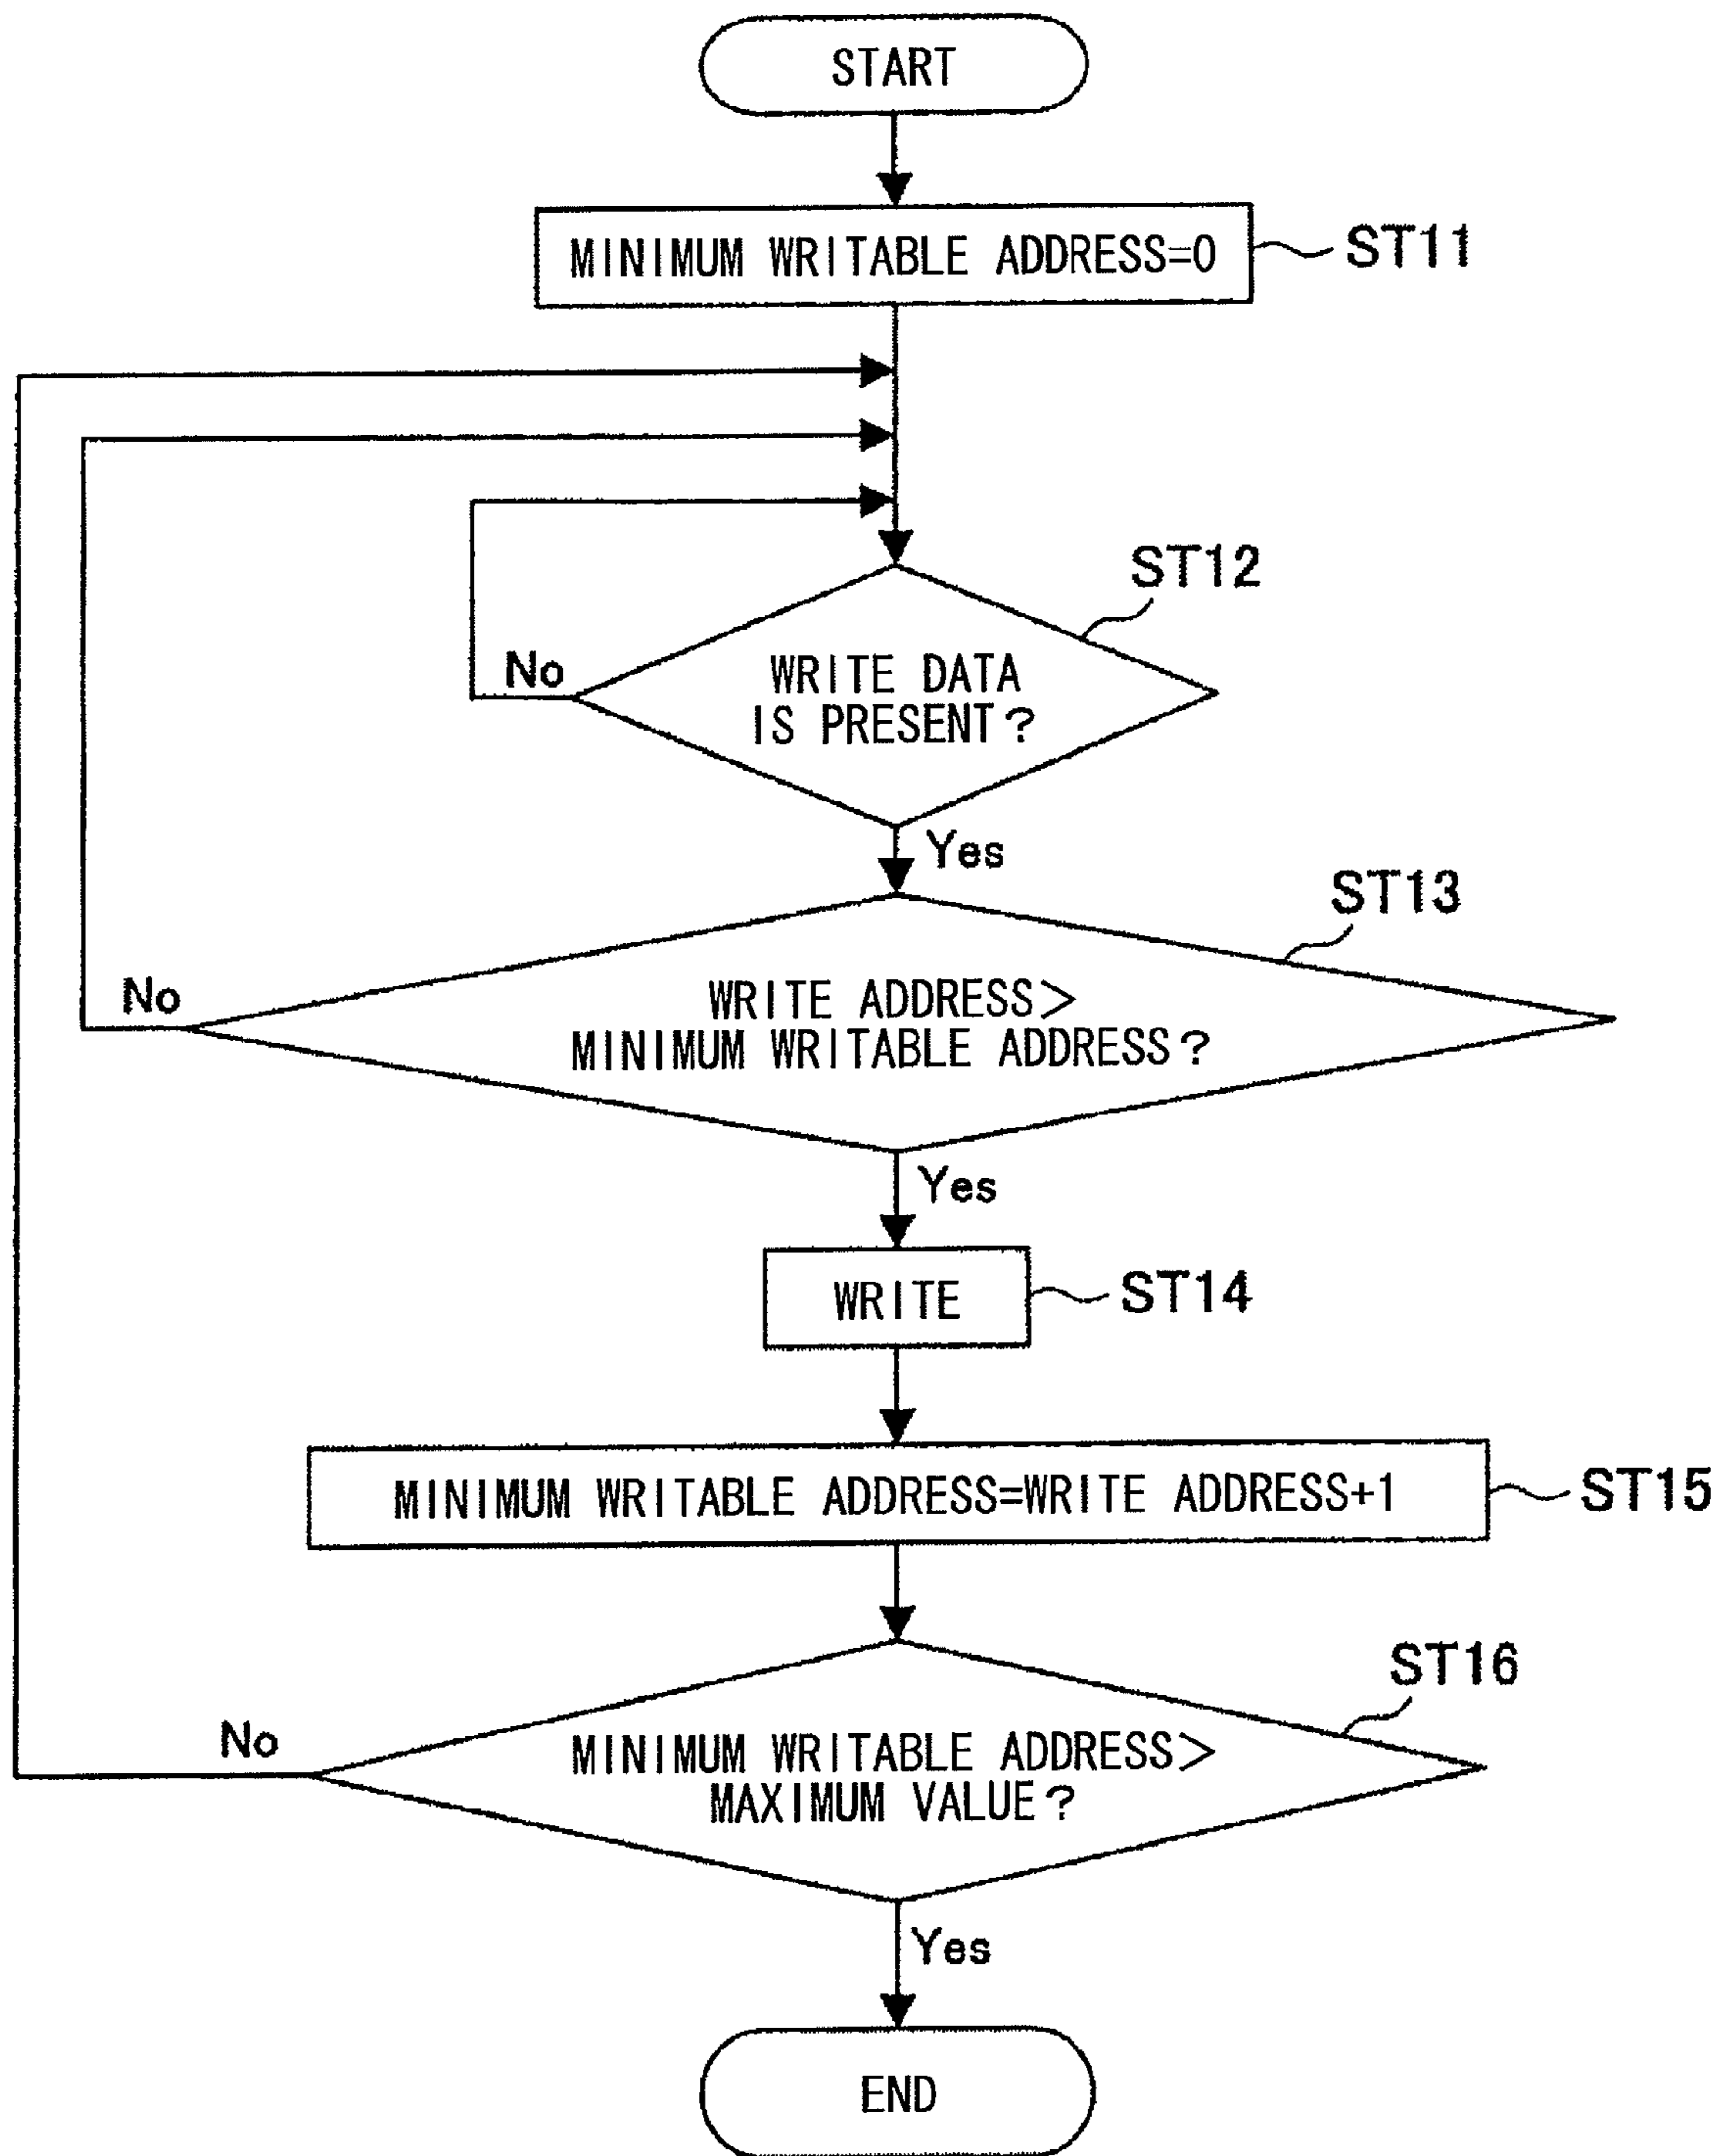 START
MINIMUM WRITABLE ADDRESS=0
ST11
ST12
No
WRITE DATA
IS PRESENT?
Yes
ST13
No
WRITE ADDRESS>
MINIMUM WRITABLE ADDRESS?
Yes
WRITE
ST14
MINIMUM WRITABLE ADDRESS=WRITE ADDRESS+1
ST15
ST16
No
MINIMUM WRITABLE ADDRESS>
MAXIMUM VALUE?
Yes
END